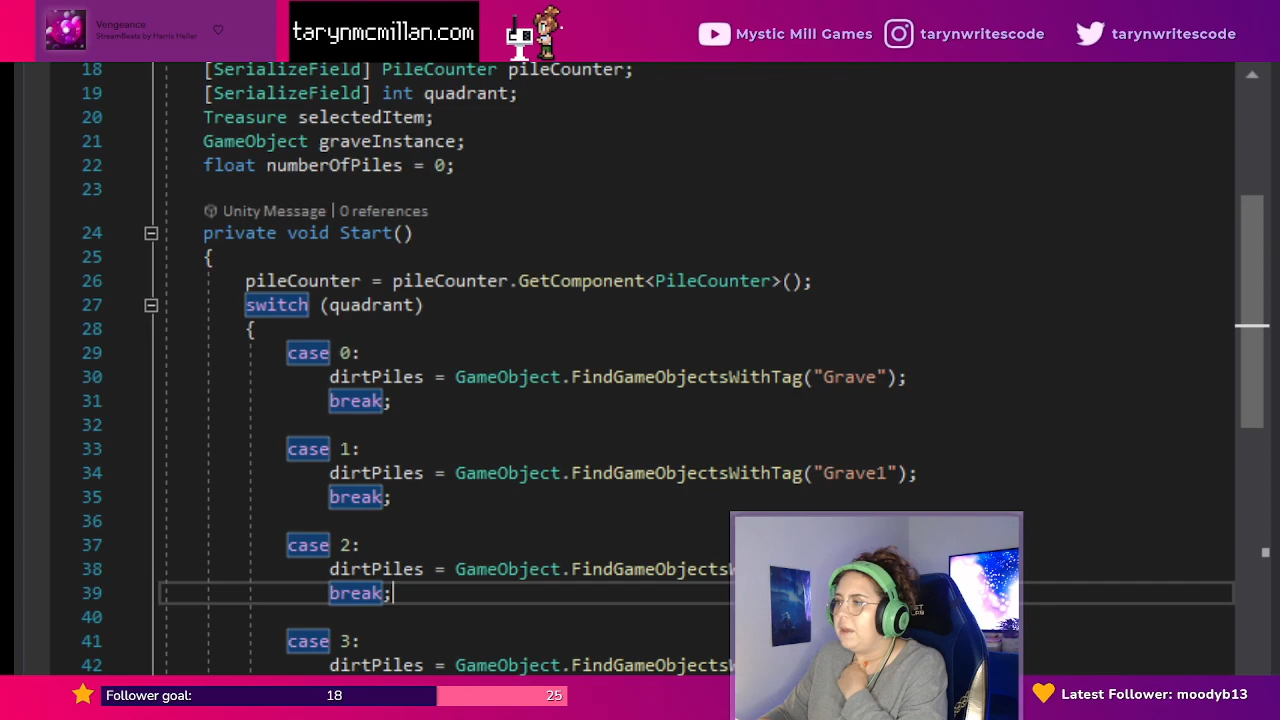 Vengeance
StreamBeats by Harris Heller
tarynmcmillan.com
Mystic Mill Games
tarynwritescode
tarynwritescode
18 [SerializeField] PileCounter pileCounter;
19 [SerializeField] int quadrant;
20 Treasure selectedItem;
21 GameObject graveInstance;
22 float numberOfPiles = 0;
23
Unity Message | 0 references
24 private void Start()
25 {
26 pileCounter = pileCounter.GetComponent<PileCounter>();
27 switch (quadrant)
28 {
29 case 0:
30 dirtPiles = GameObject.FindGameObjectsWithTag("Grave");
31 break;
32
33 case 1:
34 dirtPiles = GameObject.FindGameObjectsWithTag("Grave1");
35 break;
36
37 case 2:
38 dirtPiles = GameObject.FindGameObjectsW
39 break;
40
41 case 3:
42 dirtPiles = GameObject.FindGameObjectsW
Follower goal: 18 25
Latest Follower: moodyb13